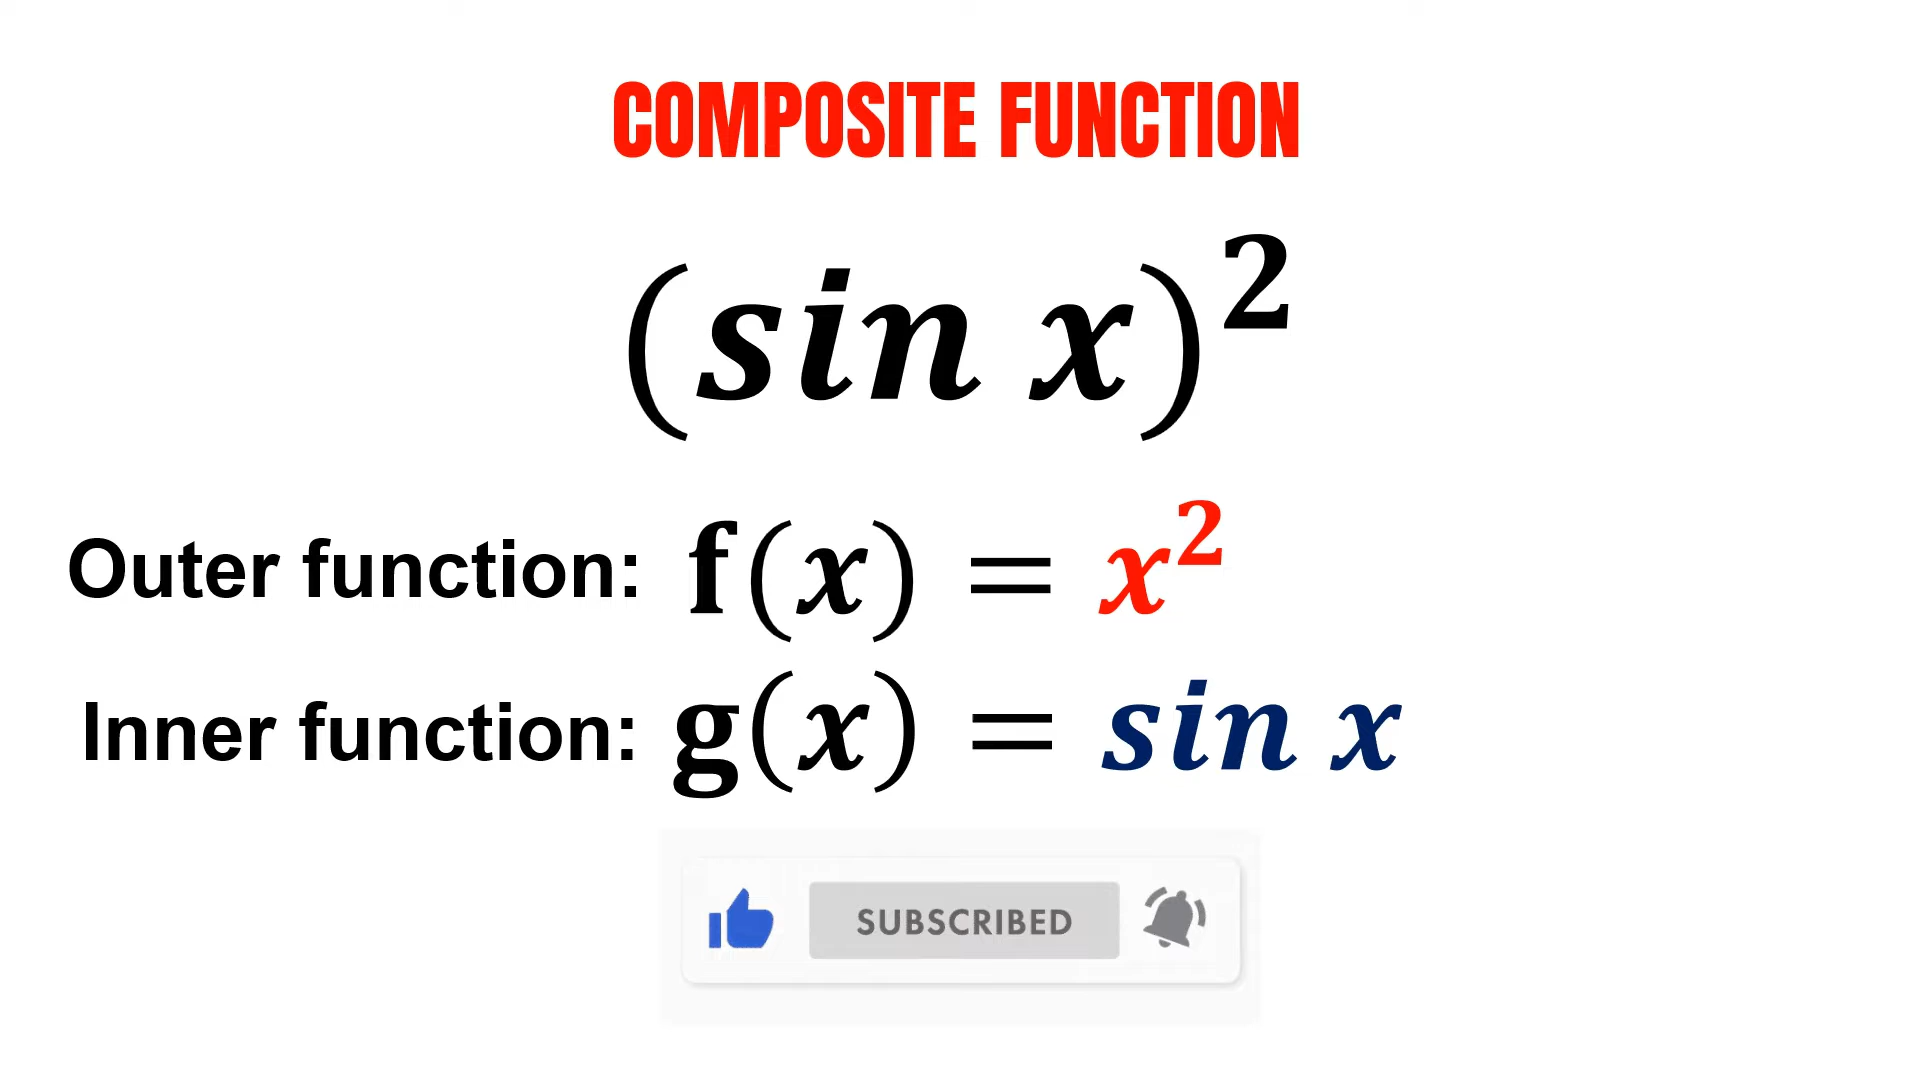 COMPOSITE FUNCTION
(sin x)²
Outer function: f(x) = x²
Inner function: g(x) = sin x
SUBSCRIBED